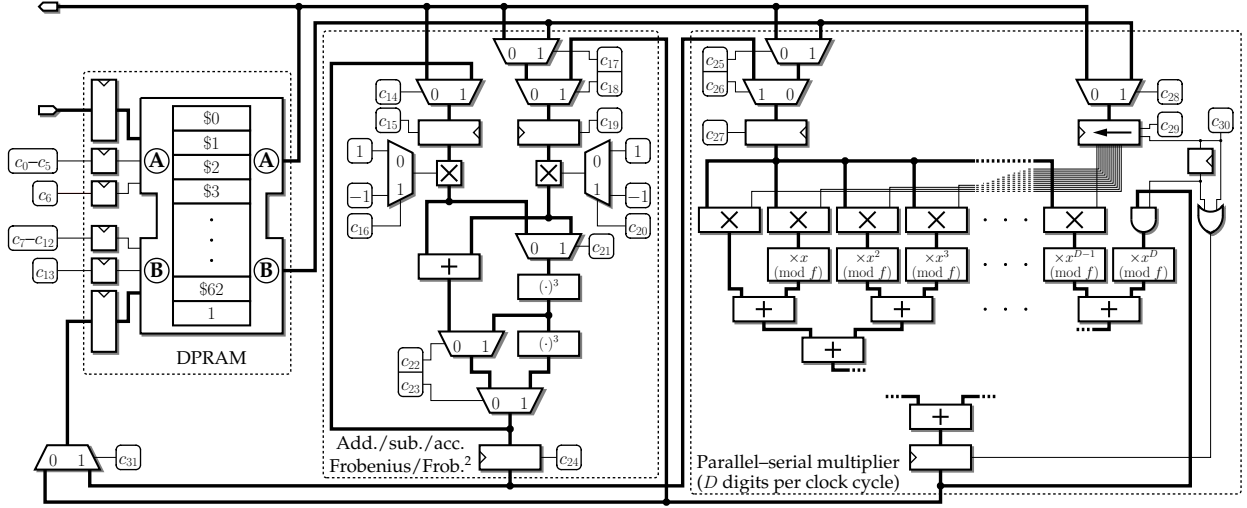 0 1
c17
c18
0 1
c14
0 1
c15
c19
1
0
1
−1
c16
0 1
1
−1
c20
0 1
c21
+
(·)³
(·)³
0 1
c22
c23
0 1
Add./sub./acc.
Frobenius/Frob.²
c24
c0–c5
c6
c7–c12
c13
A
A
B
B
$0
$1
$2
$3
·
·
·
$62
1
DPRAM
0 1
c31
0 1
c25
c26
1 0
c27
0 1
c28
c29
c30
×
×
×
×
· · ·
×
×x
(mod f)
×x²
(mod f)
×x³
(mod f)
· · ·
×x^{D−1}
(mod f)
×x^D
(mod f)
+
+
· · ·
+
+
+
Parallel–serial multiplier
(D digits per clock cycle)